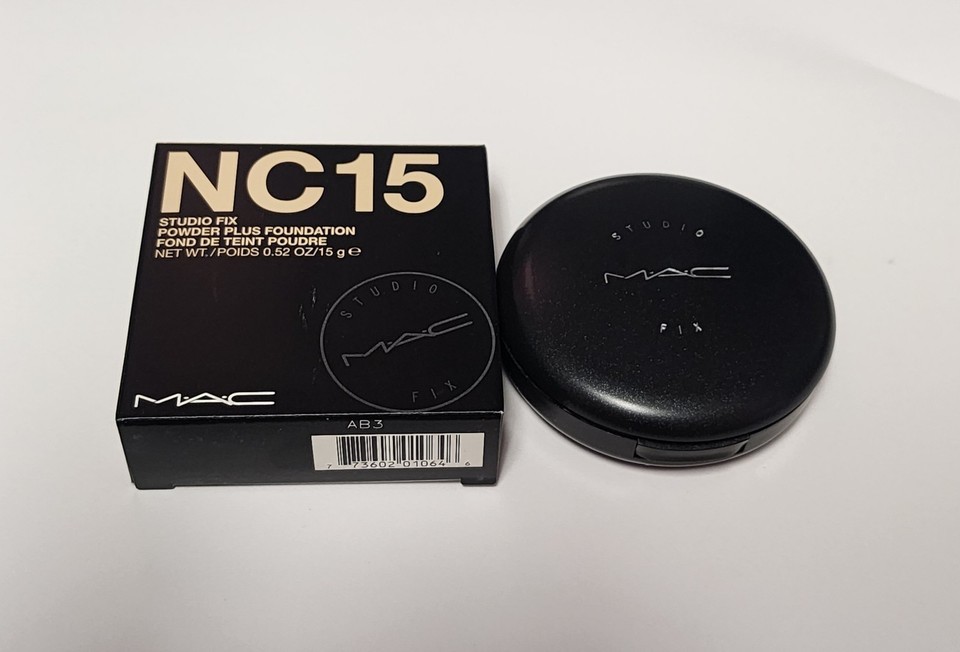 NC15
STUDIO FIX
POWDER PLUS FOUNDATION
FOND DE TEINT POUDRE
NET WT./POIDS 0.52 OZ/15 g ℮
STUDIO
M·A·C
FIX
M·A·C
AB3
7 73602 01064 6
STUDIO
M·A·C
FIX